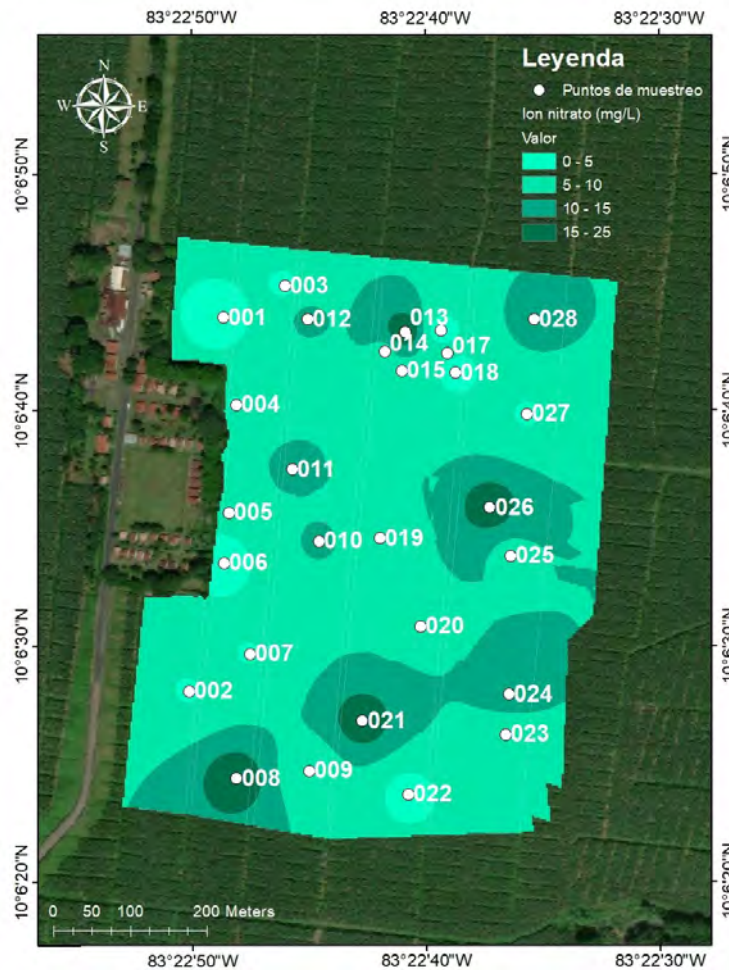 83°22'50"W
83°22'40"W
83°22'30"W
10°6'50"N
10°6'40"N
10°6'30"N
10°6'20"N
10°6'50"N
10°6'40"N
10°6'30"N
10°6'20"N
N
W E
S
Leyenda
Puntos de muestreo
Ion nitrato (mg/L)
Valor
0 - 5
5 - 10
10 - 15
15 - 25
003
001
012
013
028
014
017
015
018
004
027
011
026
005
010
019
025
006
020
007
002
024
021
023
009
008
022
0 50 100 200 Meters
83°22'50"W
83°22'40"W
83°22'30"W